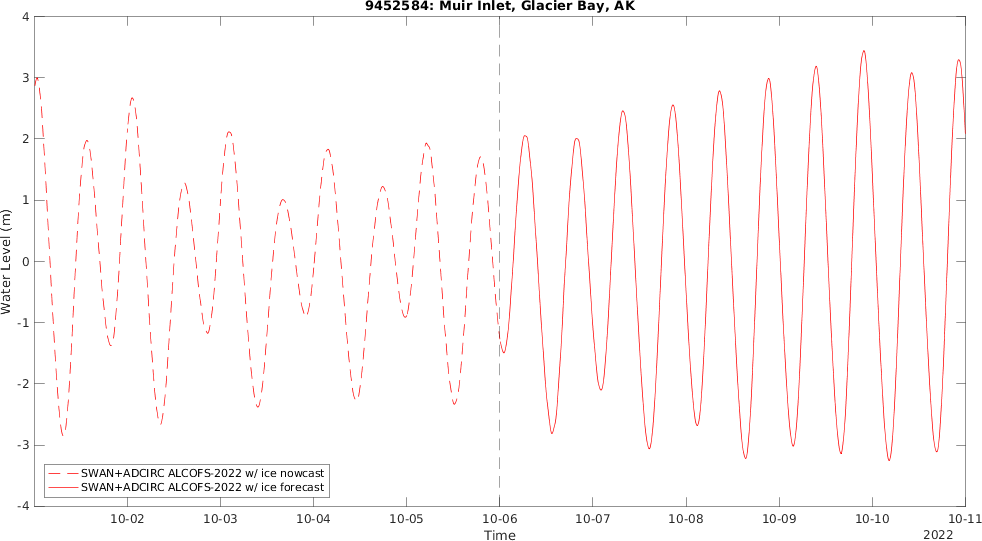 9452584: Muir Inlet, Glacier Bay, AK
4
3
2
1
0
-1
-2
-3
-4
Water Level (m)
SWAN+ADCIRC ALCOFS-2022 w/ ice nowcast
SWAN+ADCIRC ALCOFS-2022 w/ ice forecast
10-02 10-03 10-04 10-05 10-06 10-07 10-08 10-09 10-10 10-11
Time
2022